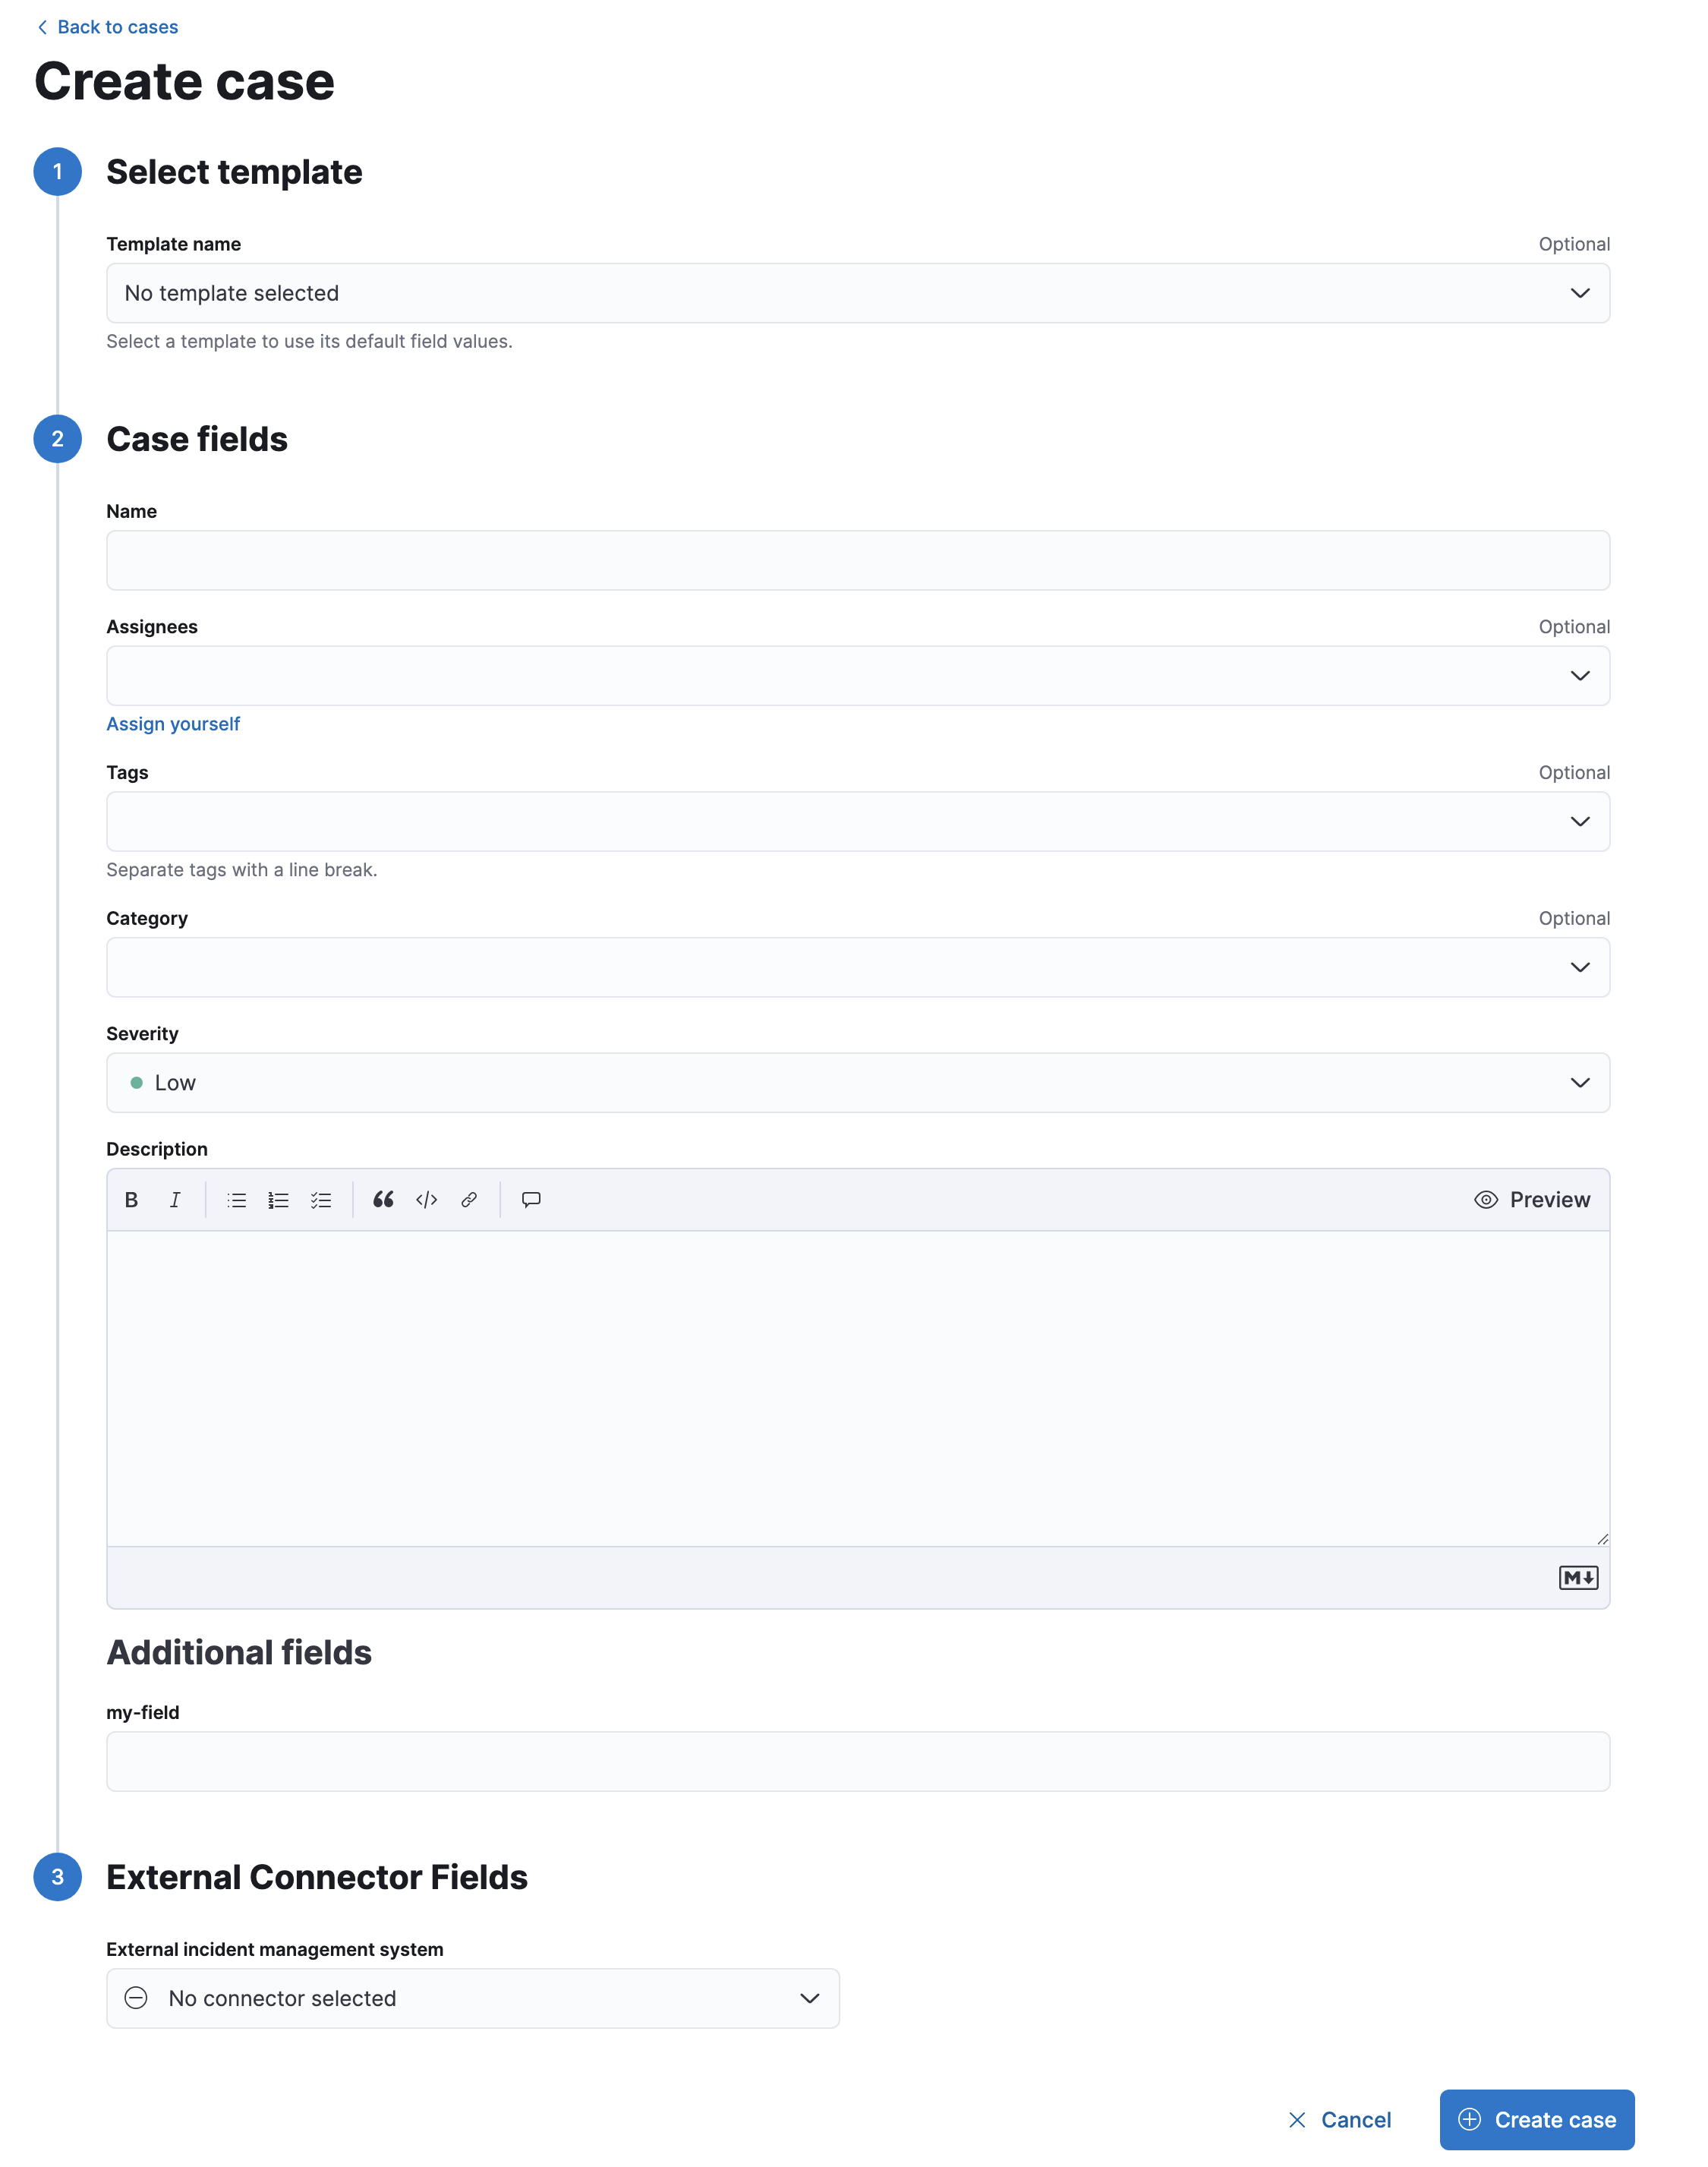 Back to cases
Create case
1 Select template
Template name Optional
No template selected
Select a template to use its default field values.
2 Case fields
Name
Assignees Optional
Assign yourself
Tags Optional
Separate tags with a line break.
Category Optional
Severity
Low
Description
B I Preview
M
Additional fields
my-field
3 External Connector Fields
External incident management system
No connector selected
Cancel Create case